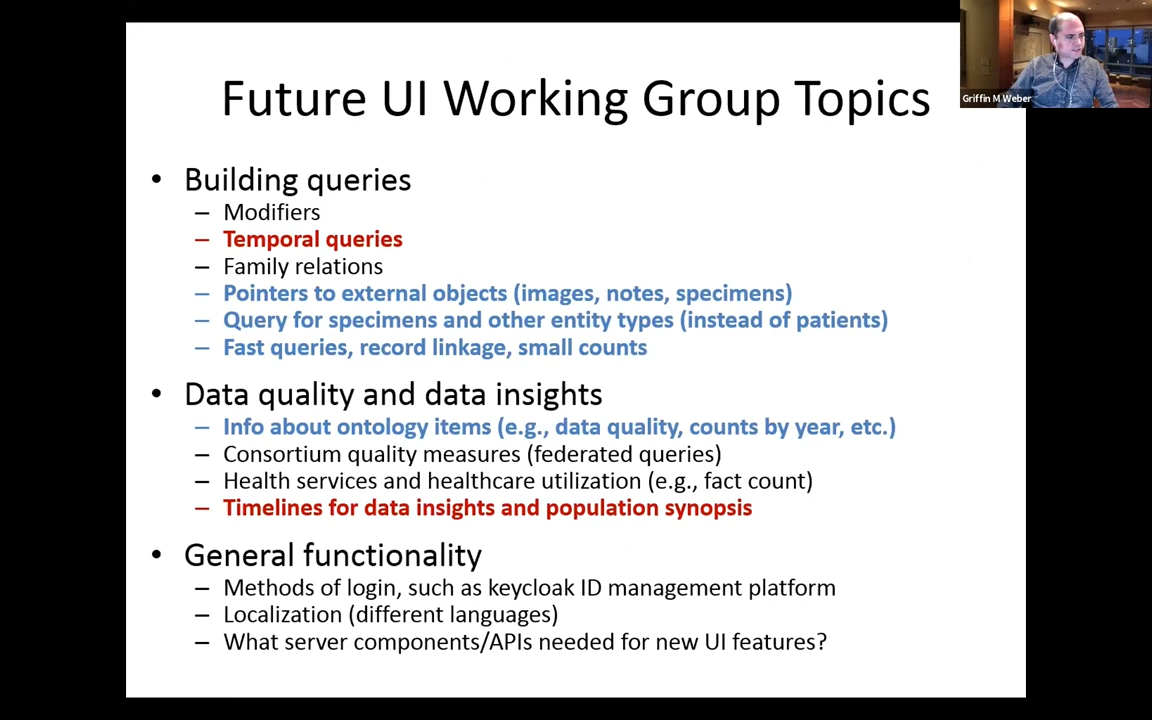 Future UI Working Group Topics
Griffin M Weber
• Building queries
– Modifiers
– Temporal queries
– Family relations
– Pointers to external objects (images, notes, specimens)
– Query for specimens and other entity types (instead of patients)
– Fast queries, record linkage, small counts
• Data quality and data insights
– Info about ontology items (e.g., data quality, counts by year, etc.)
– Consortium quality measures (federated queries)
– Health services and healthcare utilization (e.g., fact count)
– Timelines for data insights and population synopsis
• General functionality
– Methods of login, such as keycloak ID management platform
– Localization (different languages)
– What server components/APIs needed for new UI features?